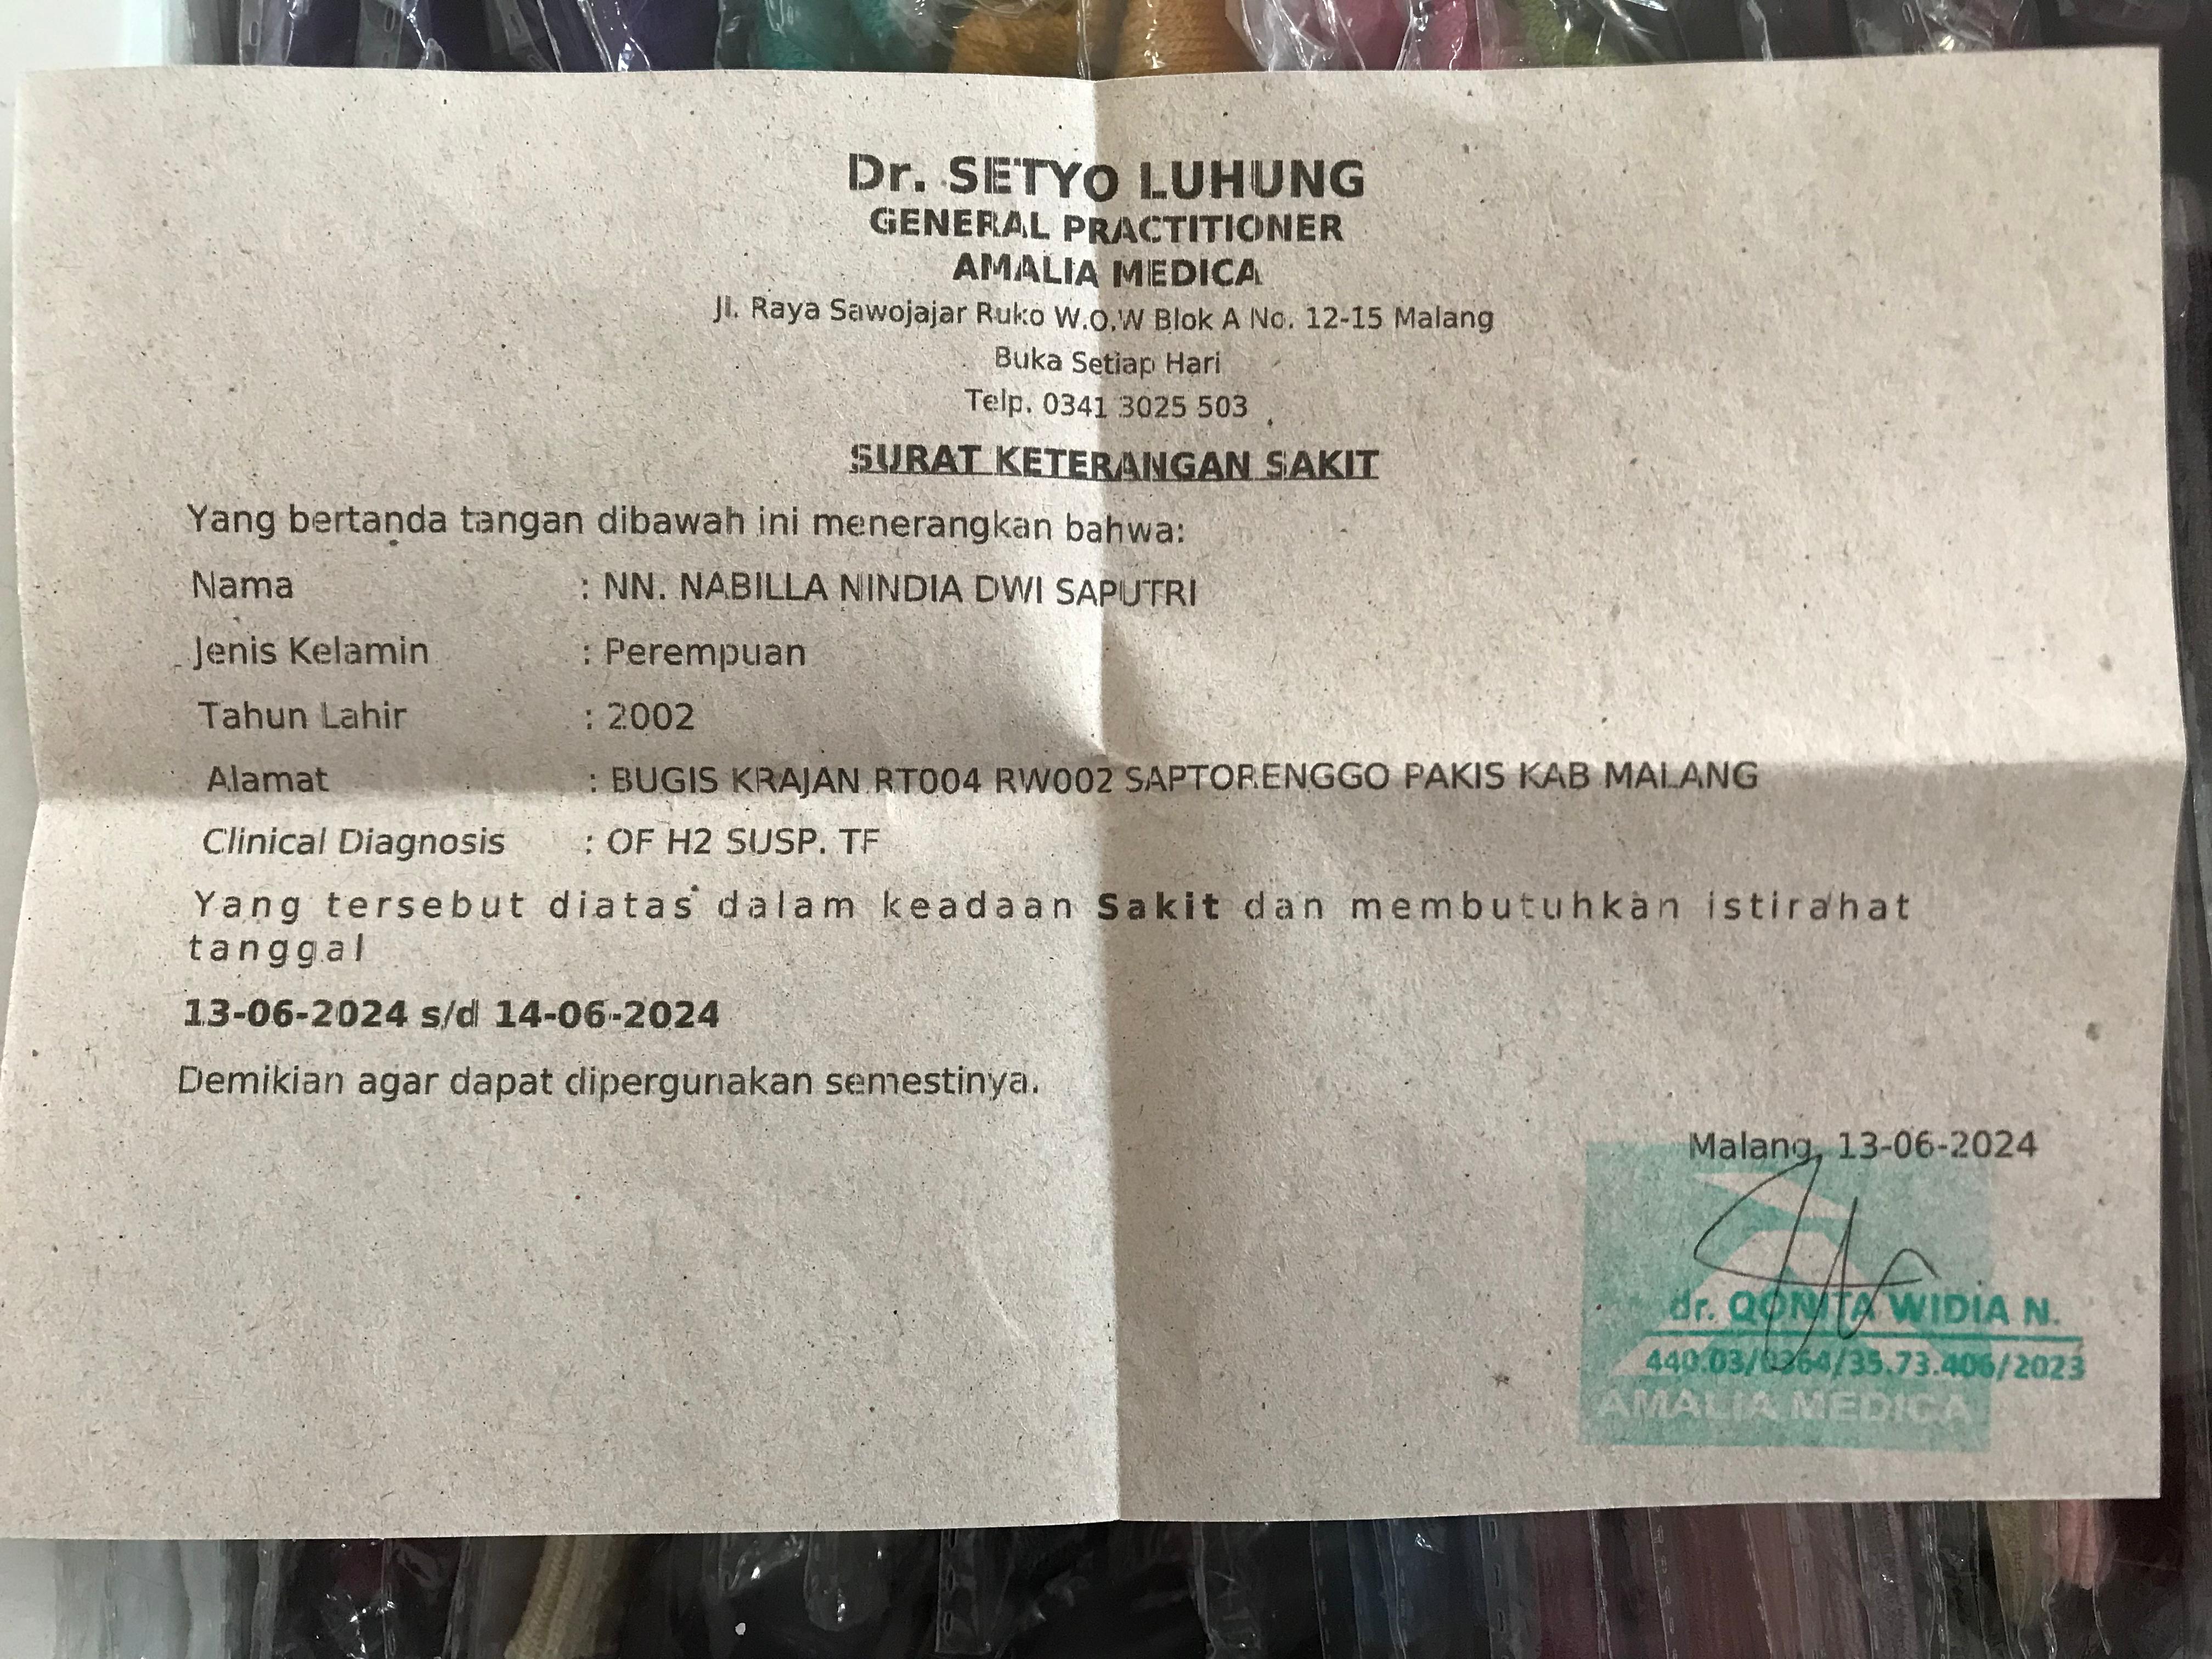 Dr. SETYO LUHUNG
GENERAL PRACTITIONER
AMALIA MEDICA
Jl. Raya Sawojajar Ruko W.O.W Blok A No. 12-15 Malang
Buka Setiap Hari
Telp. 0341 3025 503
SURAT KETERANGAN SAKIT
Yang bertanda tangan dibawah ini menerangkan bahwa:
Nama : NN. NABILLA NINDIA DWI SAPUTRI
Jenis Kelamin : Perempuan
Tahun Lahir : 2002
Alamat : BUGIS KRAJAN RT004 RW002 SAPTORENGGO PAKIS KAB MALANG
Clinical Diagnosis : OF H2 SUSP. TF
Yang tersebut diatas dalam keadaan Sakit dan membutuhkan istirahat
tanggal
13-06-2024 s/d 14-06-2024
Demikian agar dapat dipergunakan semestinya.
Malang, 13-06-2024
dr. QONITA WIDIA N.
440.03/0364/35.73.406/2023
AMALIA MEDICA